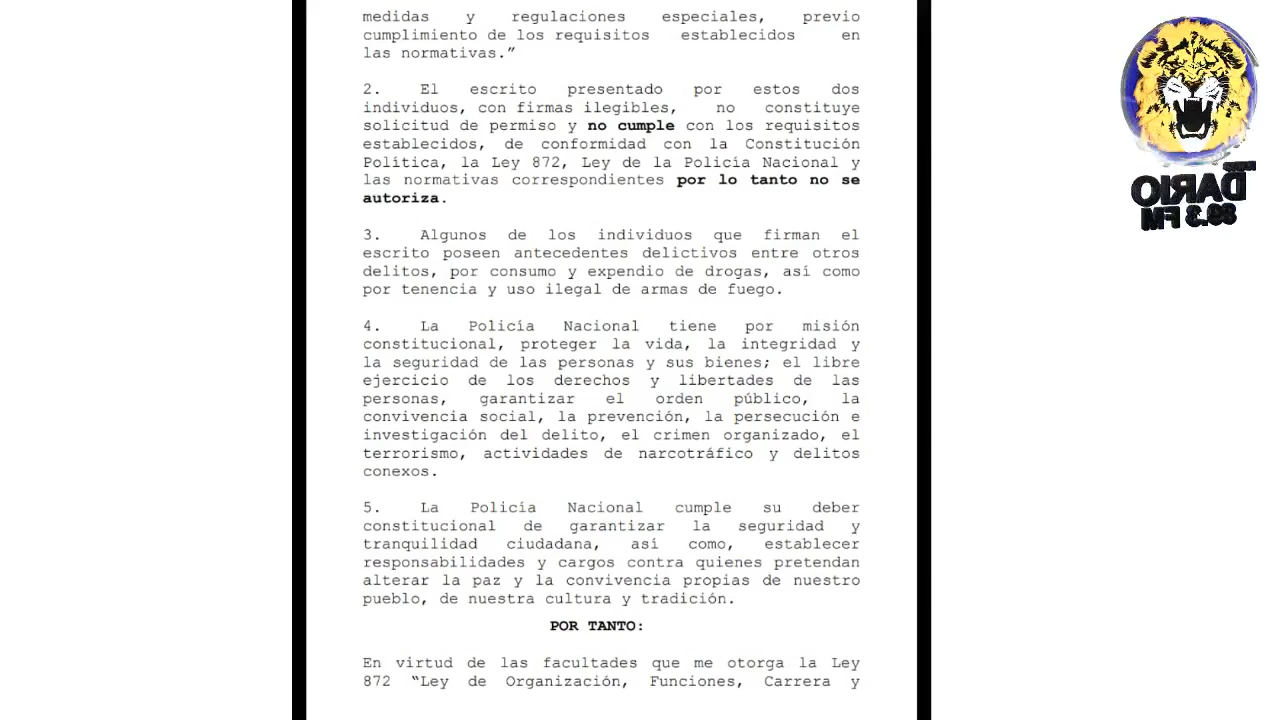 medidas y regulaciones especiales, previo
cumplimiento de los requisitos establecidos en
las normativas.”
2. El escrito presentado por estos dos
individuos, con firmas ilegibles, no constituye
solicitud de permiso y no cumple con los requisitos
establecidos, de conformidad con la Constitución
Política, la Ley 872, Ley de la Policía Nacional y
las normativas correspondientes por lo tanto no se
autoriza.
3. Algunos de los individuos que firman el
escrito poseen antecedentes delictivos entre otros
delitos, por consumo y expendio de drogas, así como
por tenencia y uso ilegal de armas de fuego.
4. La Policía Nacional tiene por misión
constitucional, proteger la vida, la integridad y
la seguridad de las personas y sus bienes; el libre
ejercicio de los derechos y libertades de las
personas, garantizar el orden público, la
convivencia social, la prevención, la persecución e
investigación del delito, el crimen organizado, el
terrorismo, actividades de narcotráfico y delitos
conexos.
5. La Policía Nacional cumple su deber
constitucional de garantizar la seguridad y
tranquilidad ciudadana, así como, establecer
responsabilidades y cargos contra quienes pretendan
alterar la paz y la convivencia propias de nuestro
pueblo, de nuestra cultura y tradición.
POR TANTO:
En virtud de las facultades que me otorga la Ley
872 “Ley de Organización, Funciones, Carrera y
DARIO
89.3 FM